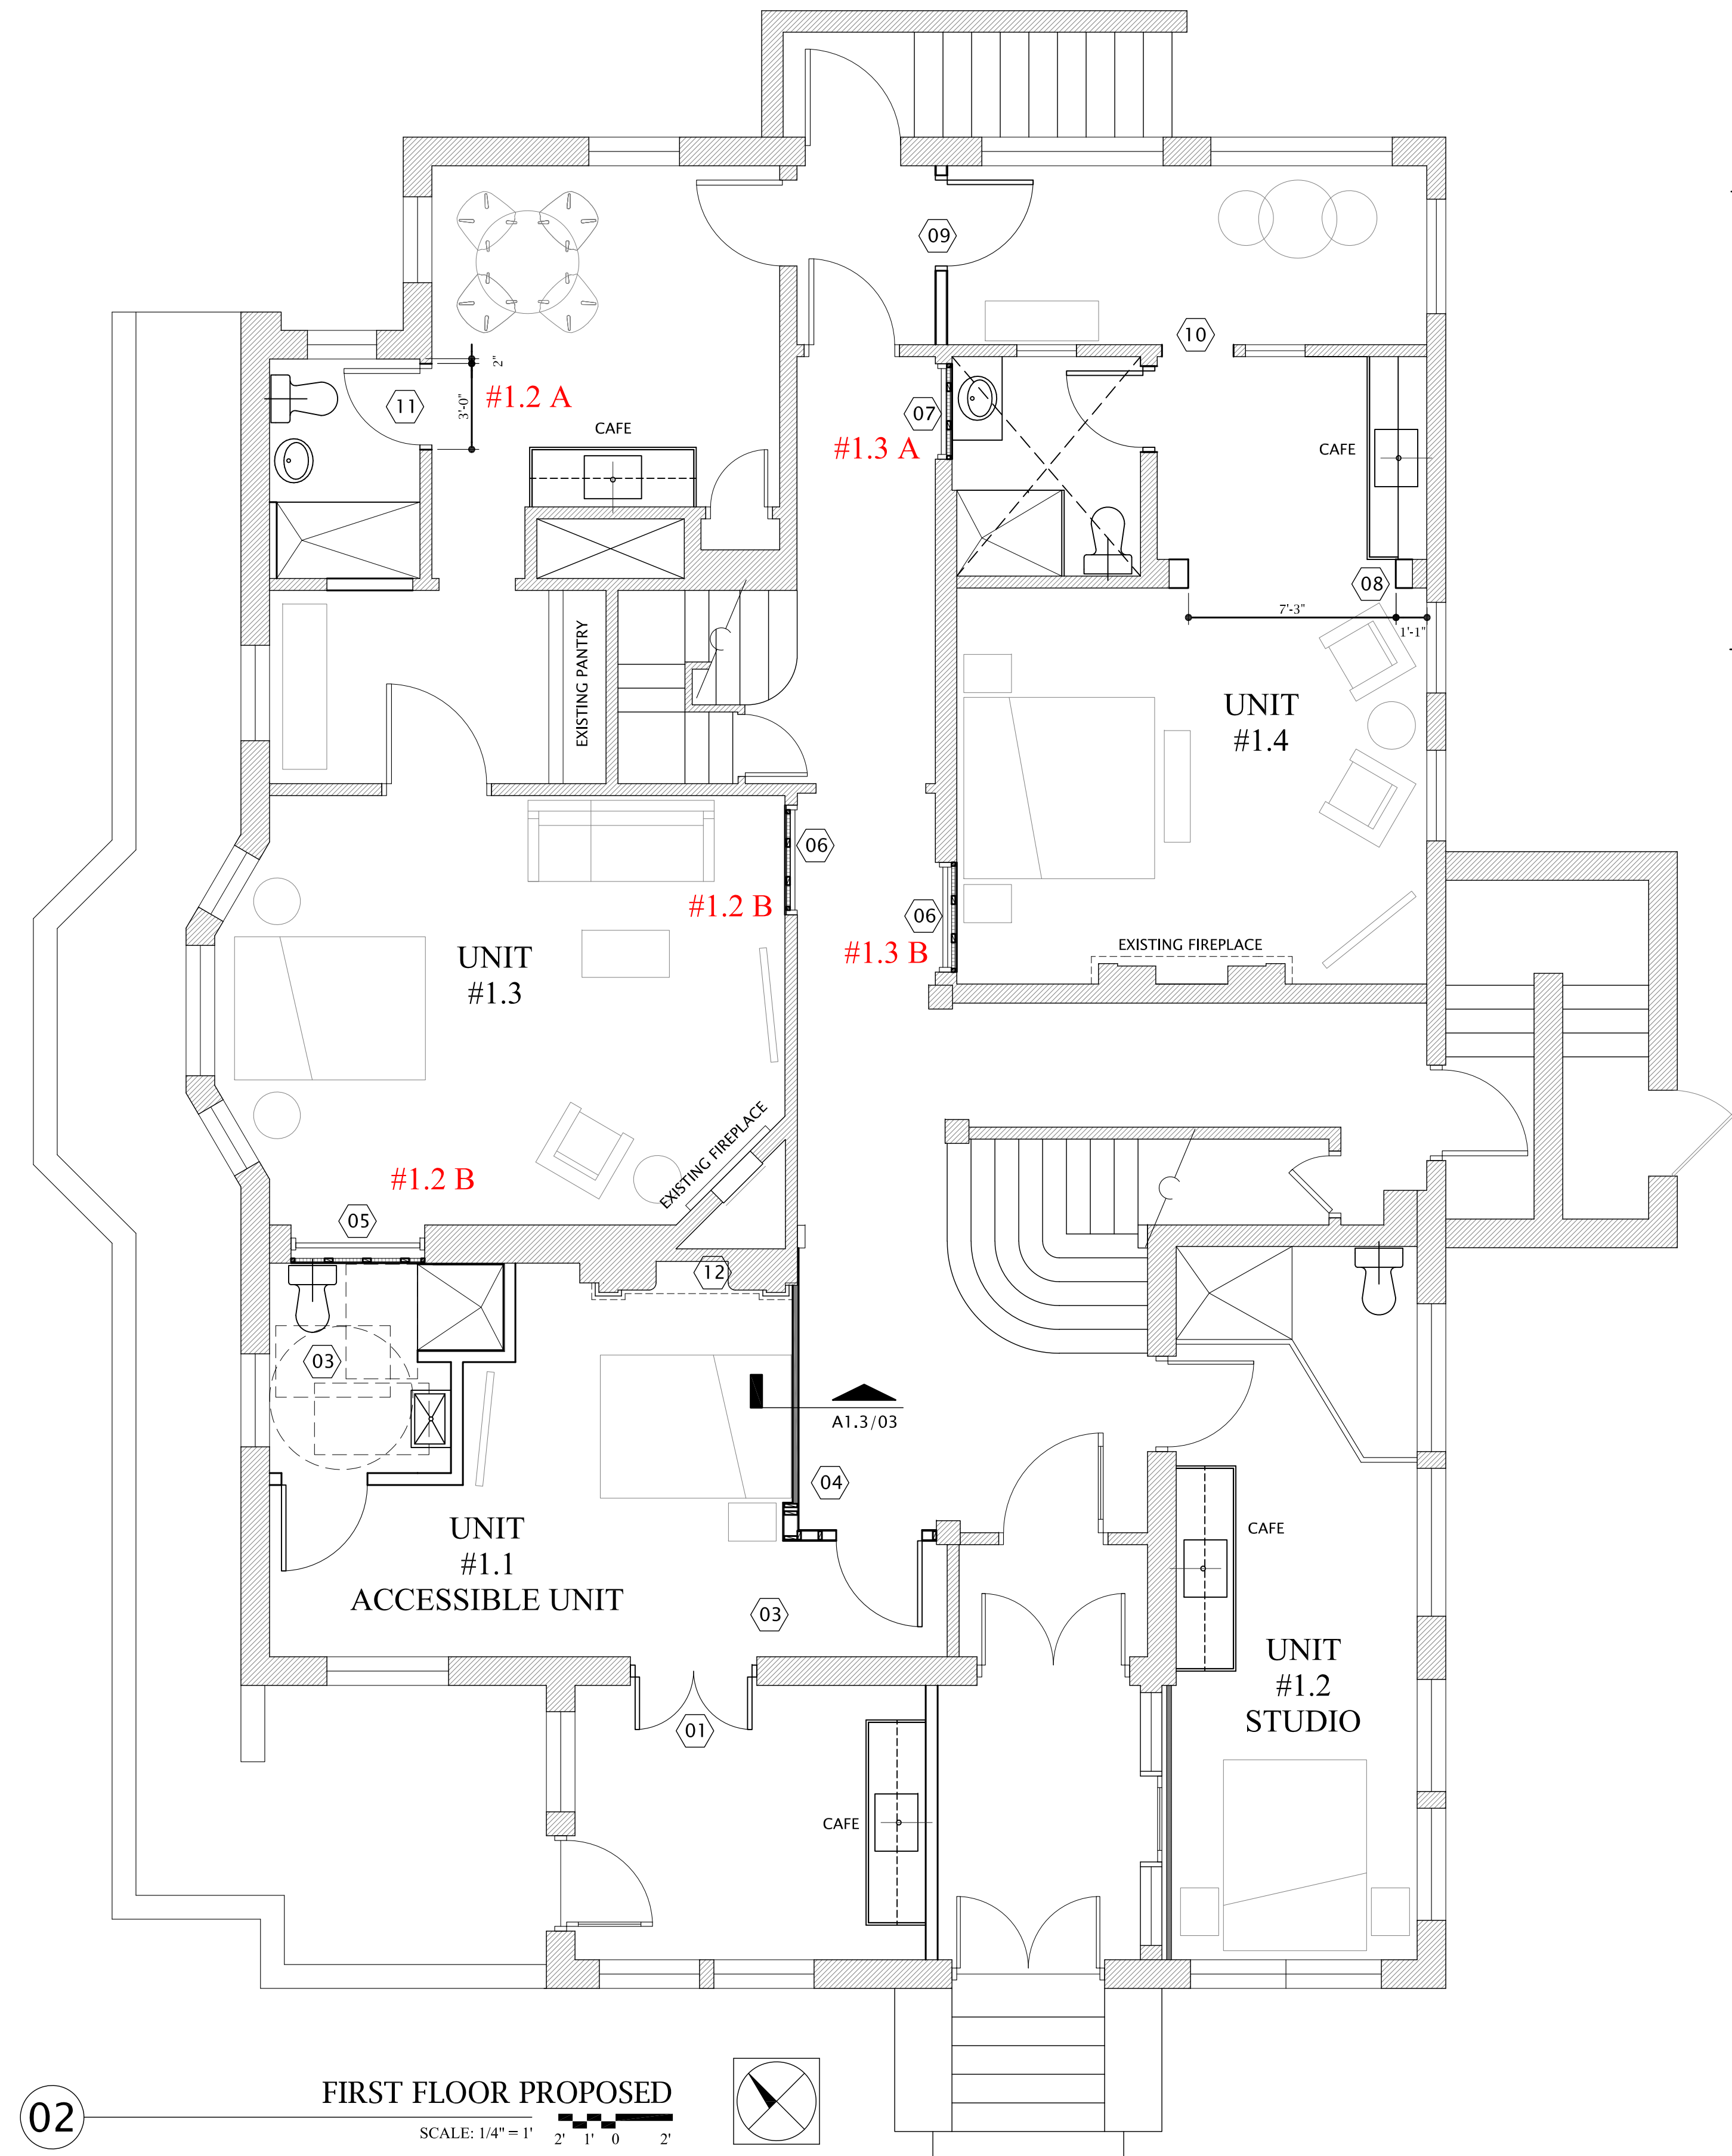 09
10
2"
3'-0"
11
#1.2 A
CAFE
07
#1.3 A
CAFE
08
7'-3"
1'-1"
EXISTING PANTRY
UNIT
#1.4
06
#1.2 B
06
#1.3 B
EXISTING FIREPLACE
UNIT
#1.3
EXISTING FIREPLACE
#1.2 B
05
12
03
A1.3/03
04
UNIT
#1.1
ACCESSIBLE UNIT
03
CAFE
UNIT
#1.2
STUDIO
01
CAFE
02
FIRST FLOOR PROPOSED
SCALE: 1/4" = 1'
2' 1' 0 2'